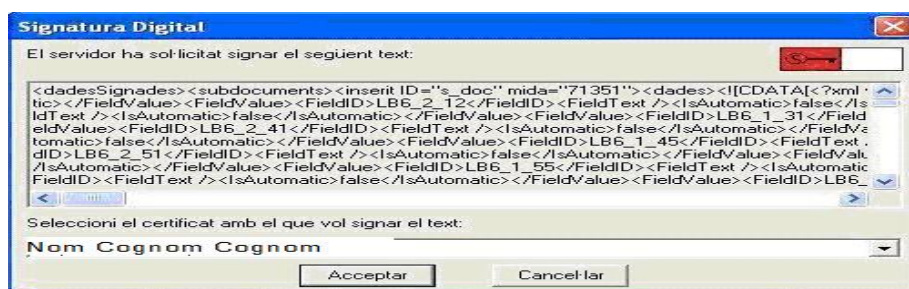 Signatura Digital
El servidor ha sol·licitat signar el següent text:
<dadesSignades><subdocuments><inserit ID="s_doc" mida="71351"><dades><![CDATA[<?xml
tic></FieldValue><FieldValue><FieldID>LB6_2_12</FieldID><FieldText /><IsAutomatic>false</Is
ldText /><IsAutomatic>false</IsAutomatic></FieldValue><FieldValue><FieldID>LB6_1_31</FieldID
eldValue><FieldID>LB6_2_41</FieldID><FieldText /><IsAutomatic>false</IsAutomatic></FieldVa
tomatic>false</IsAutomatic></FieldValue><FieldValue><FieldID>LB6_1_45</FieldID><FieldText
dID>LB6_2_51</FieldID><FieldText /><IsAutomatic>false</IsAutomatic></FieldValue><FieldValu
/IsAutomatic></FieldValue><FieldValue><FieldID>LB6_1_55</FieldID><FieldText /><IsAutomatic
FieldID><FieldText /><IsAutomatic>false</IsAutomatic></FieldValue><FieldValue><FieldID>LB6_
Seleccioni el certificat amb el que vol signar el text:
Nom Cognom Cognom
Acceptar Cancel·lar